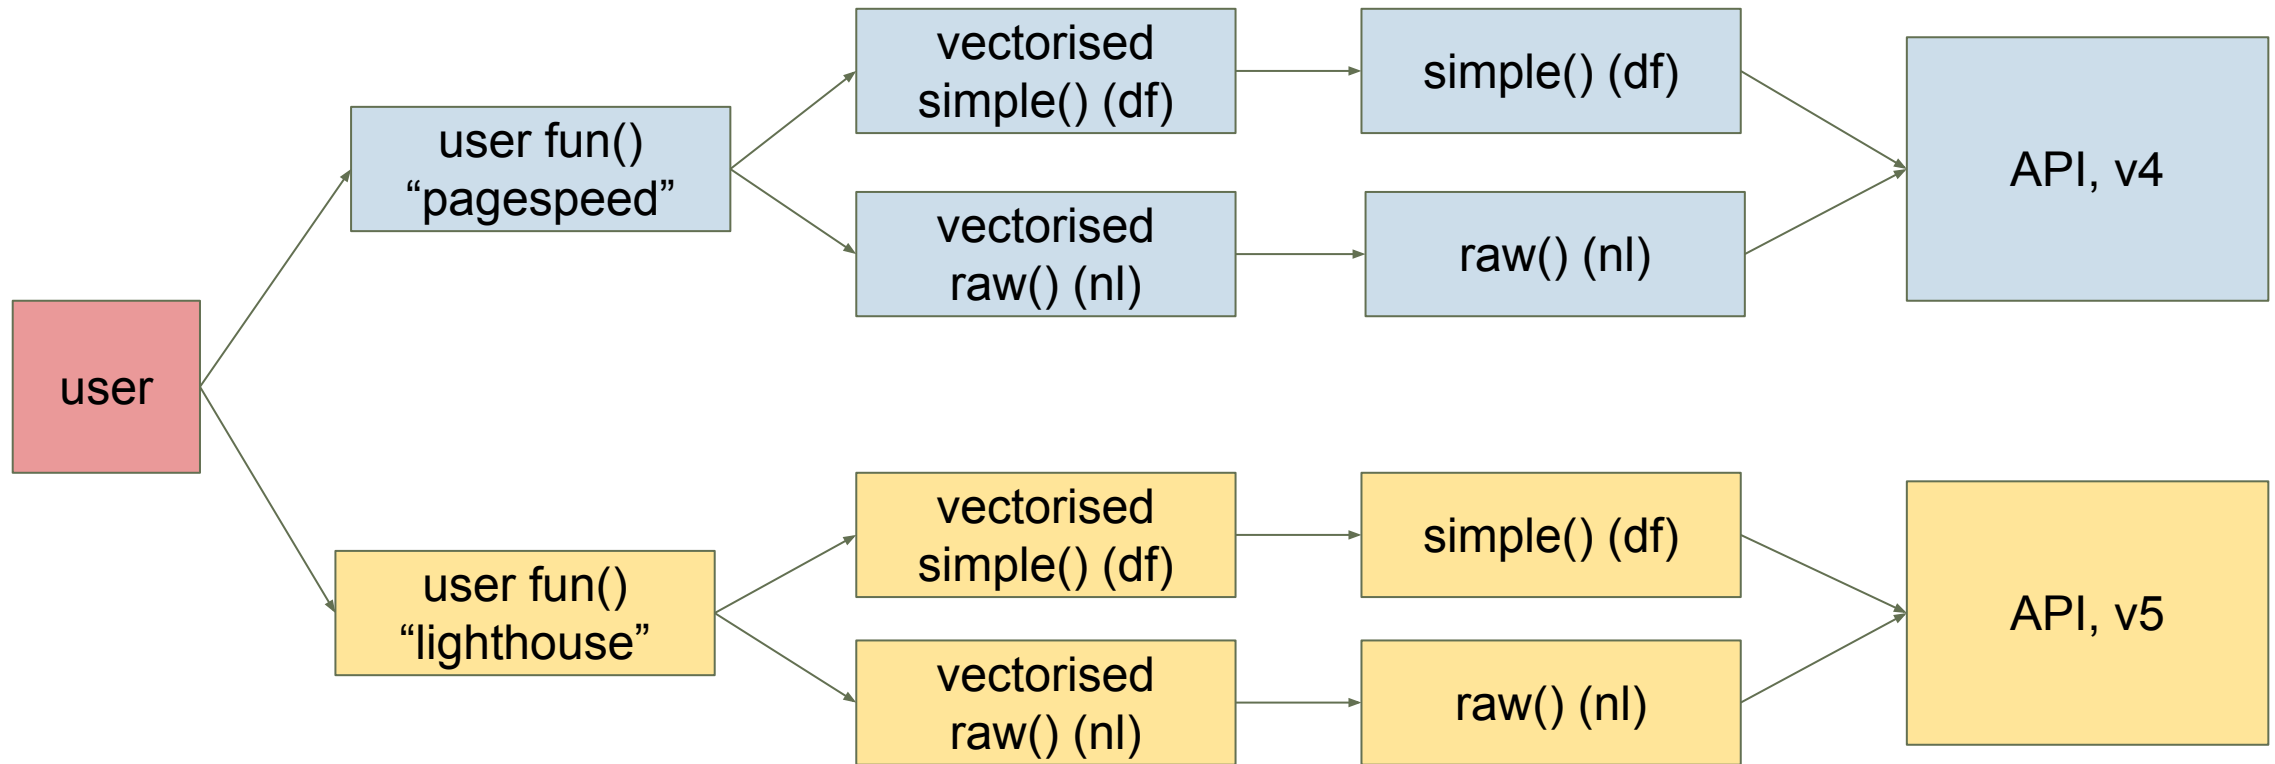 user
user fun()
“pagespeed”
vectorised
simple() (df)
simple() (df)
vectorised
raw() (nl)
raw() (nl)
API, v4
user fun()
“lighthouse”
vectorised
simple() (df)
simple() (df)
vectorised
raw() (nl)
raw() (nl)
API, v5